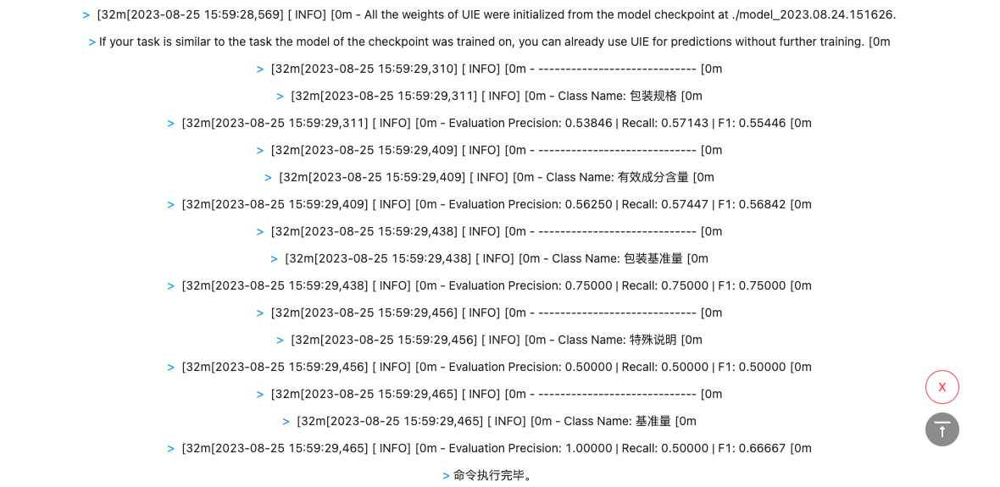 > [32m[2023-08-25 15:59:28,569] [ INFO] [0m - All the weights of UIE were initialized from the model checkpoint at ./model_2023.08.24.151626.
> If your task is similar to the task the model of the checkpoint was trained on, you can already use UIE for predictions without further training. [0m
> [32m[2023-08-25 15:59:29,310] [ INFO] [0m - ----------------------------- [0m
> [32m[2023-08-25 15:59:29,311] [ INFO] [0m - Class Name: 包装规格 [0m
> [32m[2023-08-25 15:59:29,311] [ INFO] [0m - Evaluation Precision: 0.53846 | Recall: 0.57143 | F1: 0.55446 [0m
> [32m[2023-08-25 15:59:29,409] [ INFO] [0m - ----------------------------- [0m
> [32m[2023-08-25 15:59:29,409] [ INFO] [0m - Class Name: 有效成分含量 [0m
> [32m[2023-08-25 15:59:29,409] [ INFO] [0m - Evaluation Precision: 0.56250 | Recall: 0.57447 | F1: 0.56842 [0m
> [32m[2023-08-25 15:59:29,438] [ INFO] [0m - ----------------------------- [0m
> [32m[2023-08-25 15:59:29,438] [ INFO] [0m - Class Name: 包装基准量 [0m
> [32m[2023-08-25 15:59:29,438] [ INFO] [0m - Evaluation Precision: 0.75000 | Recall: 0.75000 | F1: 0.75000 [0m
> [32m[2023-08-25 15:59:29,456] [ INFO] [0m - ----------------------------- [0m
> [32m[2023-08-25 15:59:29,456] [ INFO] [0m - Class Name: 特殊说明 [0m
> [32m[2023-08-25 15:59:29,456] [ INFO] [0m - Evaluation Precision: 0.50000 | Recall: 0.50000 | F1: 0.50000 [0m
> [32m[2023-08-25 15:59:29,465] [ INFO] [0m - ----------------------------- [0m
> [32m[2023-08-25 15:59:29,465] [ INFO] [0m - Class Name: 基准量 [0m
> [32m[2023-08-25 15:59:29,465] [ INFO] [0m - Evaluation Precision: 1.00000 | Recall: 0.50000 | F1: 0.66667 [0m
> 命令执行完毕。
X